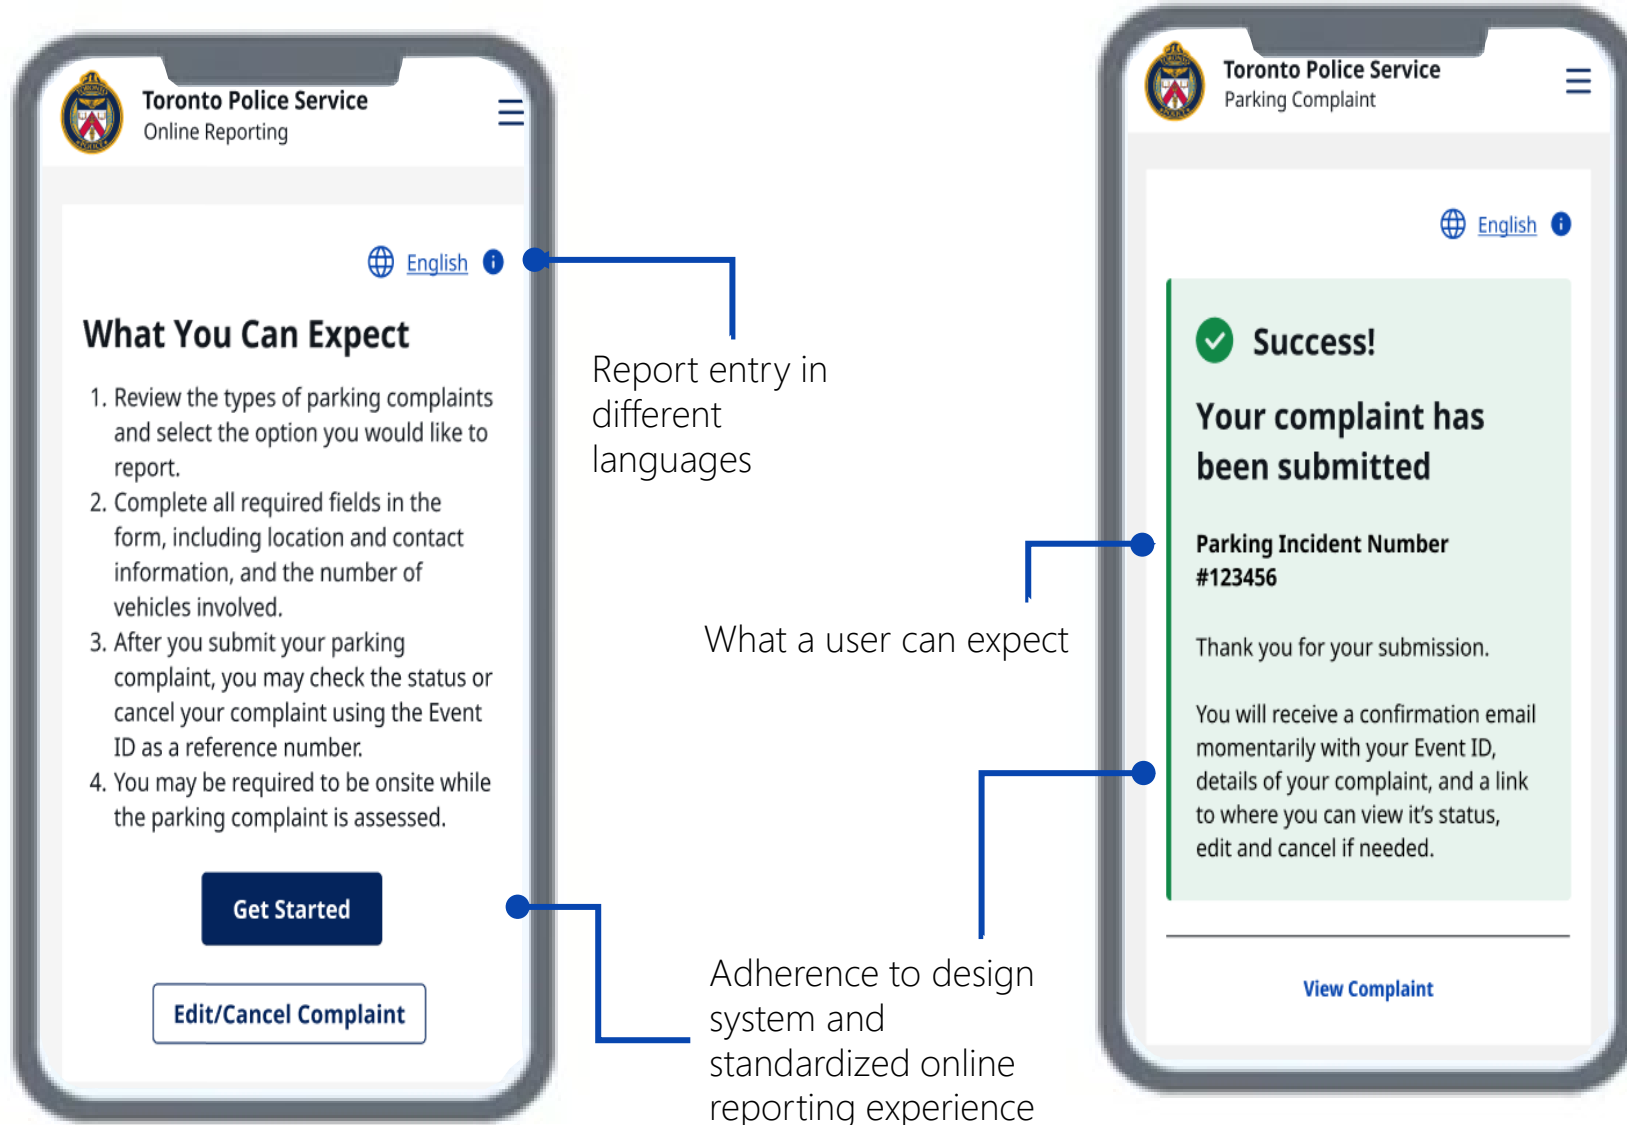 Toronto Police Service
Online Reporting
English
What You Can Expect
1. Review the types of parking complaints
and select the option you would like to
report.
2. Complete all required fields in the
form, including location and contact
information, and the number of
vehicles involved.
3. After you submit your parking
complaint, you may check the status or
cancel your complaint using the Event
ID as a reference number.
4. You may be required to be onsite while
the parking complaint is assessed.
Get Started
Edit/Cancel Complaint
Report entry in
different
languages
What a user can expect
Adherence to design
system and
standardized online
reporting experience
Toronto Police Service
Parking Complaint
English
Success!
Your complaint has
been submitted
Parking Incident Number
#123456
Thank you for your submission.
You will receive a confirmation email
momentarily with your Event ID,
details of your complaint, and a link
to where you can view it's status,
edit and cancel if needed.
View Complaint